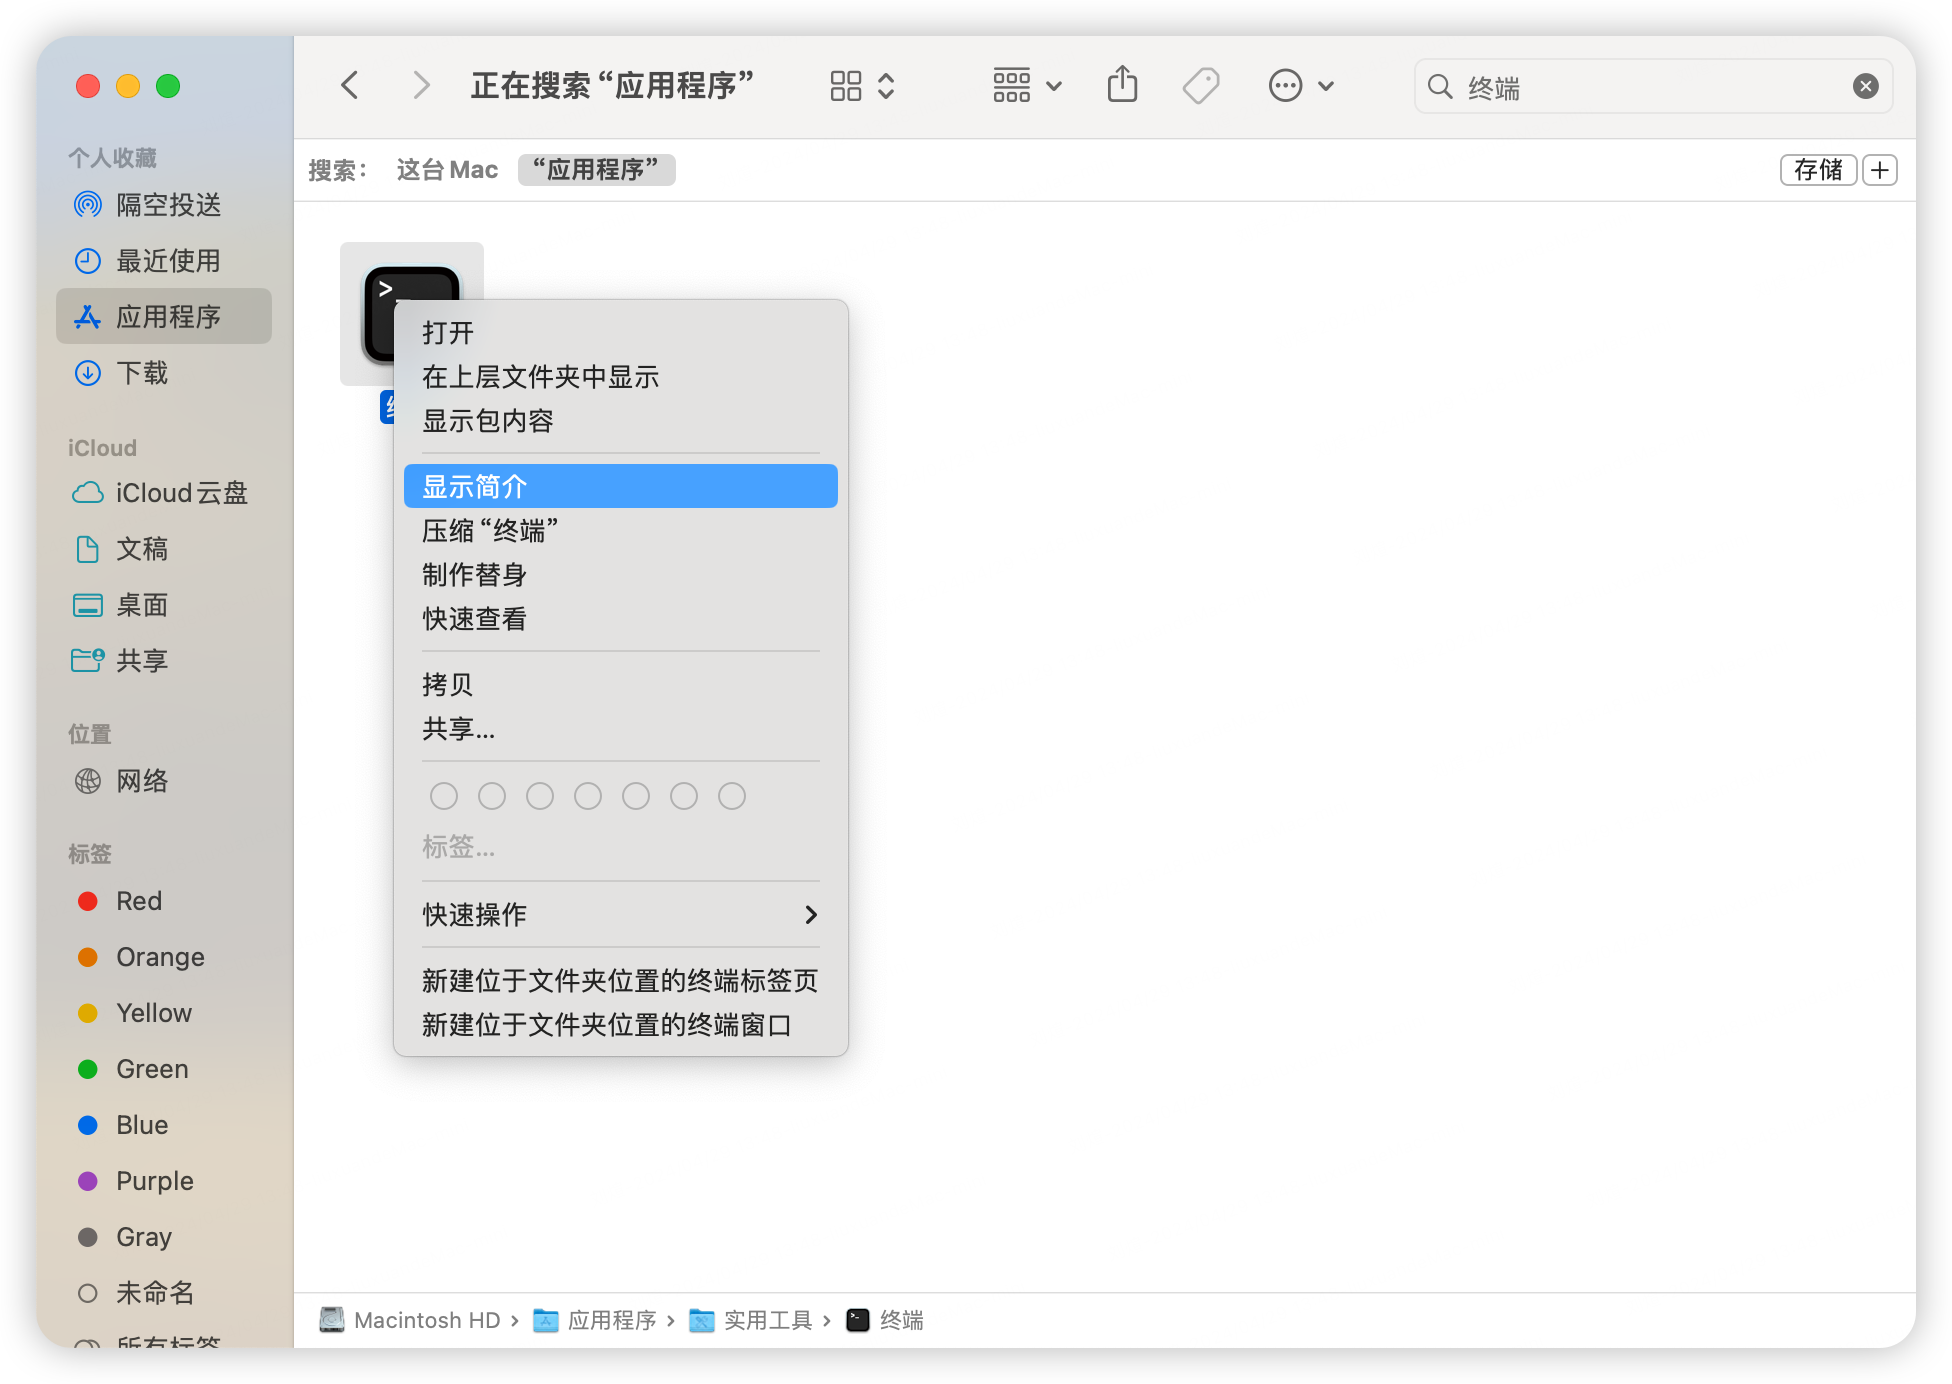 正在搜索“应用程序”
终端
个人收藏
隔空投送
最近使用
应用程序
下载
iCloud
iCloud云盘
文稿
桌面
共享
位置
网络
标签
Red
Orange
Yellow
Green
Blue
Purple
Gray
未命名
所有标签
搜索：
这台 Mac
“应用程序”
存储
打开
在上层文件夹中显示
显示包内容
显示简介
压缩“终端”
制作替身
快速查看
拷贝
共享...
标签...
快速操作
新建位于文件夹位置的终端标签页
新建位于文件夹位置的终端窗口
Macintosh HD › 应用程序 › 实用工具 › 终端